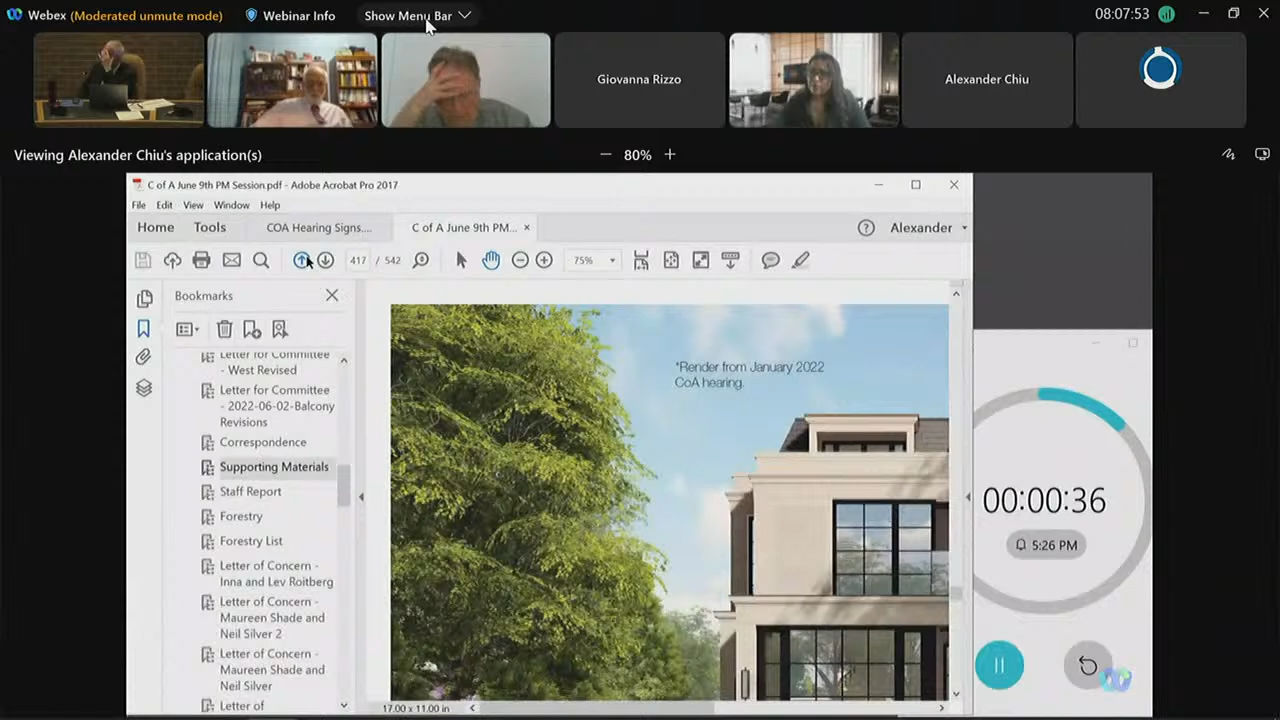 Webex (Moderated unmute mode) Webinar Info Show Menu Bar 08:07:53
Giovanna Rizzo
Alexander Chiu
Viewing Alexander Chiu's application(s) 80%
C of A June 9th PM Session.pdf - Adobe Acrobat Pro 2017
File Edit View Window Help
Home Tools COA Hearing Signs.... C of A June 9th PM... × Alexander
417 / 542 75%
Bookmarks
Letter for Committee
- West Revised
Letter for Committee
- 2022-06-02-Balcony
Revisions
Correspondence
Supporting Materials
Staff Report
Forestry
Forestry List
Letter of Concern -
Inna and Lev Roitberg
Letter of Concern -
Maureen Shade and
Neil Silver 2
Letter of Concern -
Maureen Shade and
Neil Silver
Letter of
*Render from January 2022
CoA hearing.
17.00 x 11.00 in
00:00:36
5:26 PM